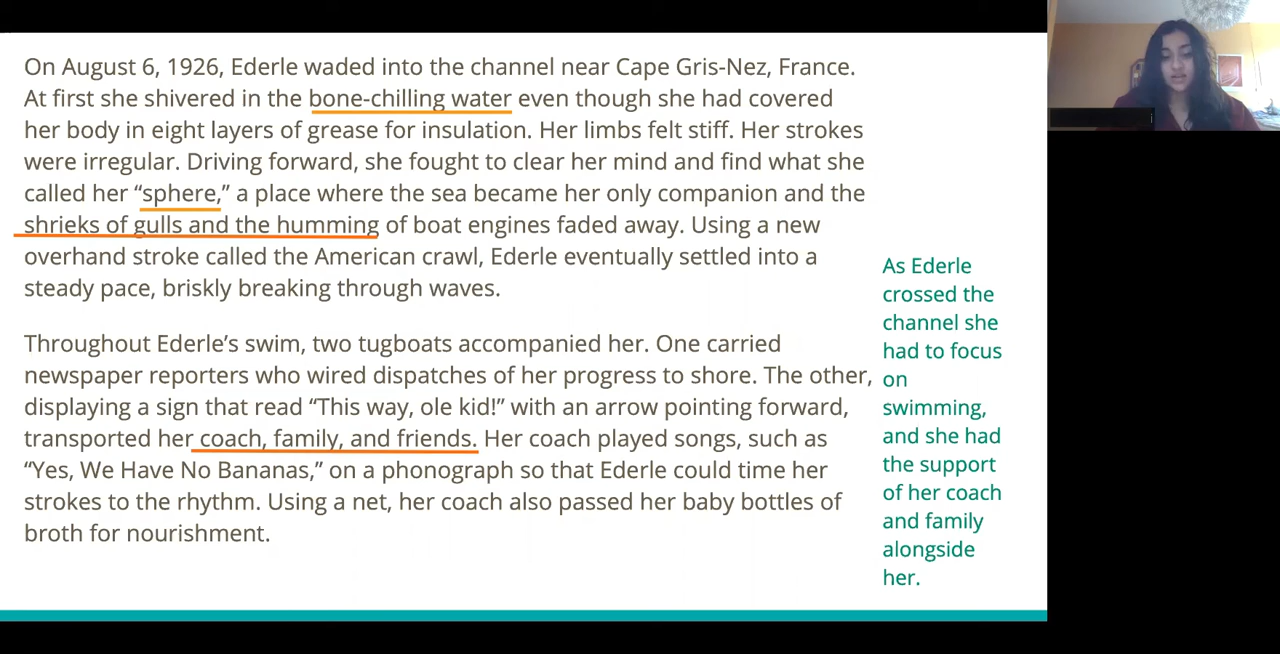 On August 6, 1926, Ederle waded into the channel near Cape Gris-Nez, France.
At first she shivered in the bone-chilling water even though she had covered
her body in eight layers of grease for insulation. Her limbs felt stiff. Her strokes
were irregular. Driving forward, she fought to clear her mind and find what she
called her “sphere,” a place where the sea became her only companion and the
shrieks of gulls and the humming of boat engines faded away. Using a new
overhand stroke called the American crawl, Ederle eventually settled into a
steady pace, briskly breaking through waves.
Throughout Ederle’s swim, two tugboats accompanied her. One carried
newspaper reporters who wired dispatches of her progress to shore. The other,
displaying a sign that read “This way, ole kid!” with an arrow pointing forward,
transported her coach, family, and friends. Her coach played songs, such as
“Yes, We Have No Bananas,” on a phonograph so that Ederle could time her
strokes to the rhythm. Using a net, her coach also passed her baby bottles of
broth for nourishment.
As Ederle
crossed the
channel she
had to focus
on
swimming,
and she had
the support
of her coach
and family
alongside
her.